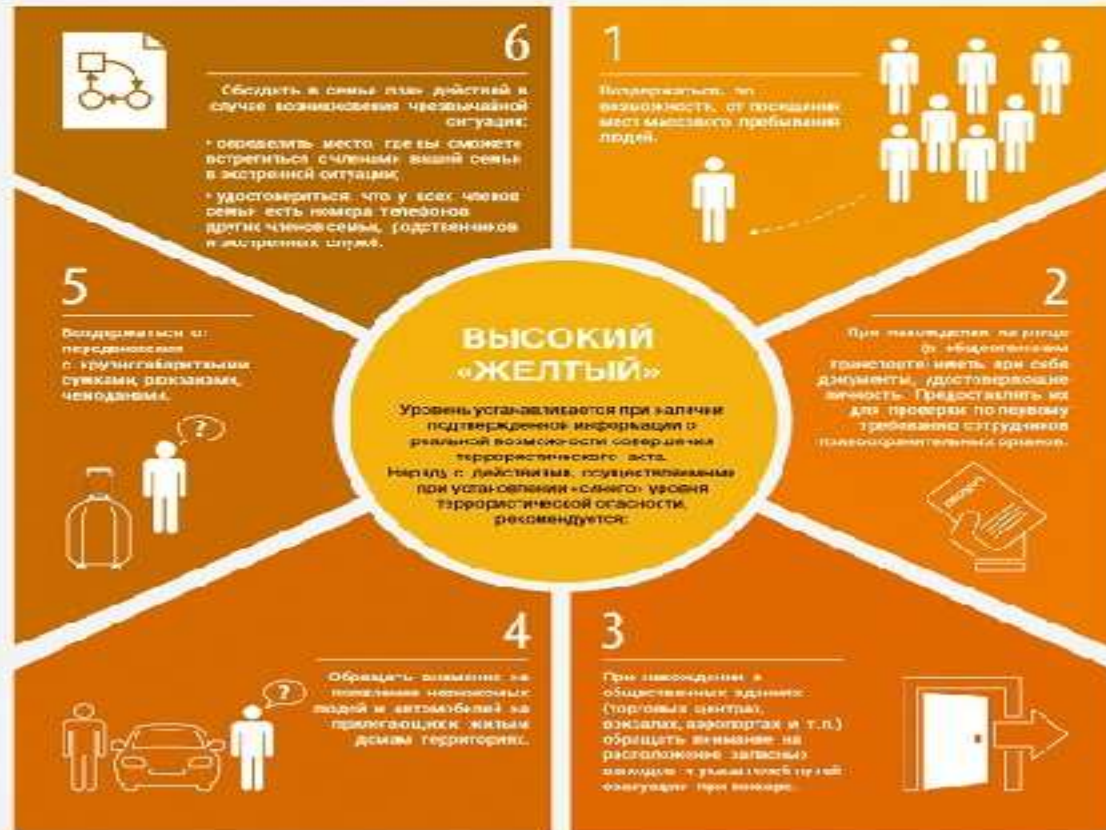 ВЫСОКИЙ
«ЖЕЛТЫЙ»
Уровень устанавливается при наличии
подтвержденной информации о
реальной возможности совершения
террористического акта.
Наряду с действиями, осуществляемыми
при установлении «синего» уровня
террористической опасности,
рекомендуется:
1
Воздержаться, по
возможности, от посещения
мест массового пребывания
людей.
2
При нахождении на улице
(в общественном
транспорте) иметь при себе
документы, удостоверяющие
личность. Предоставлять их
для проверки по первому
требованию сотрудников
правоохранительных органов.
3
При нахождении в
общественных зданиях
(торговых центрах,
вокзалах, аэропортах и т.п.)
обращать внимание на
расположение запасных
выходов и указателей путей
эвакуации при пожаре.
4
Обращать внимание на
появление незнакомых
людей и автомобилей на
прилегающих к жилым
домам территориях.
?
5
Воздержаться от
передвижения
с крупногабаритными
сумками, рюкзаками,
чемоданами.
?
6
Обсудить в семье план действий в
случае возникновения чрезвычайной
ситуации:
• определить место, где вы сможете
встретиться с членами вашей семьи
в экстренной ситуации;
• удостовериться, что у всех членов
семьи есть номера телефонов
других членов семьи, родственников
и экстренных служб.